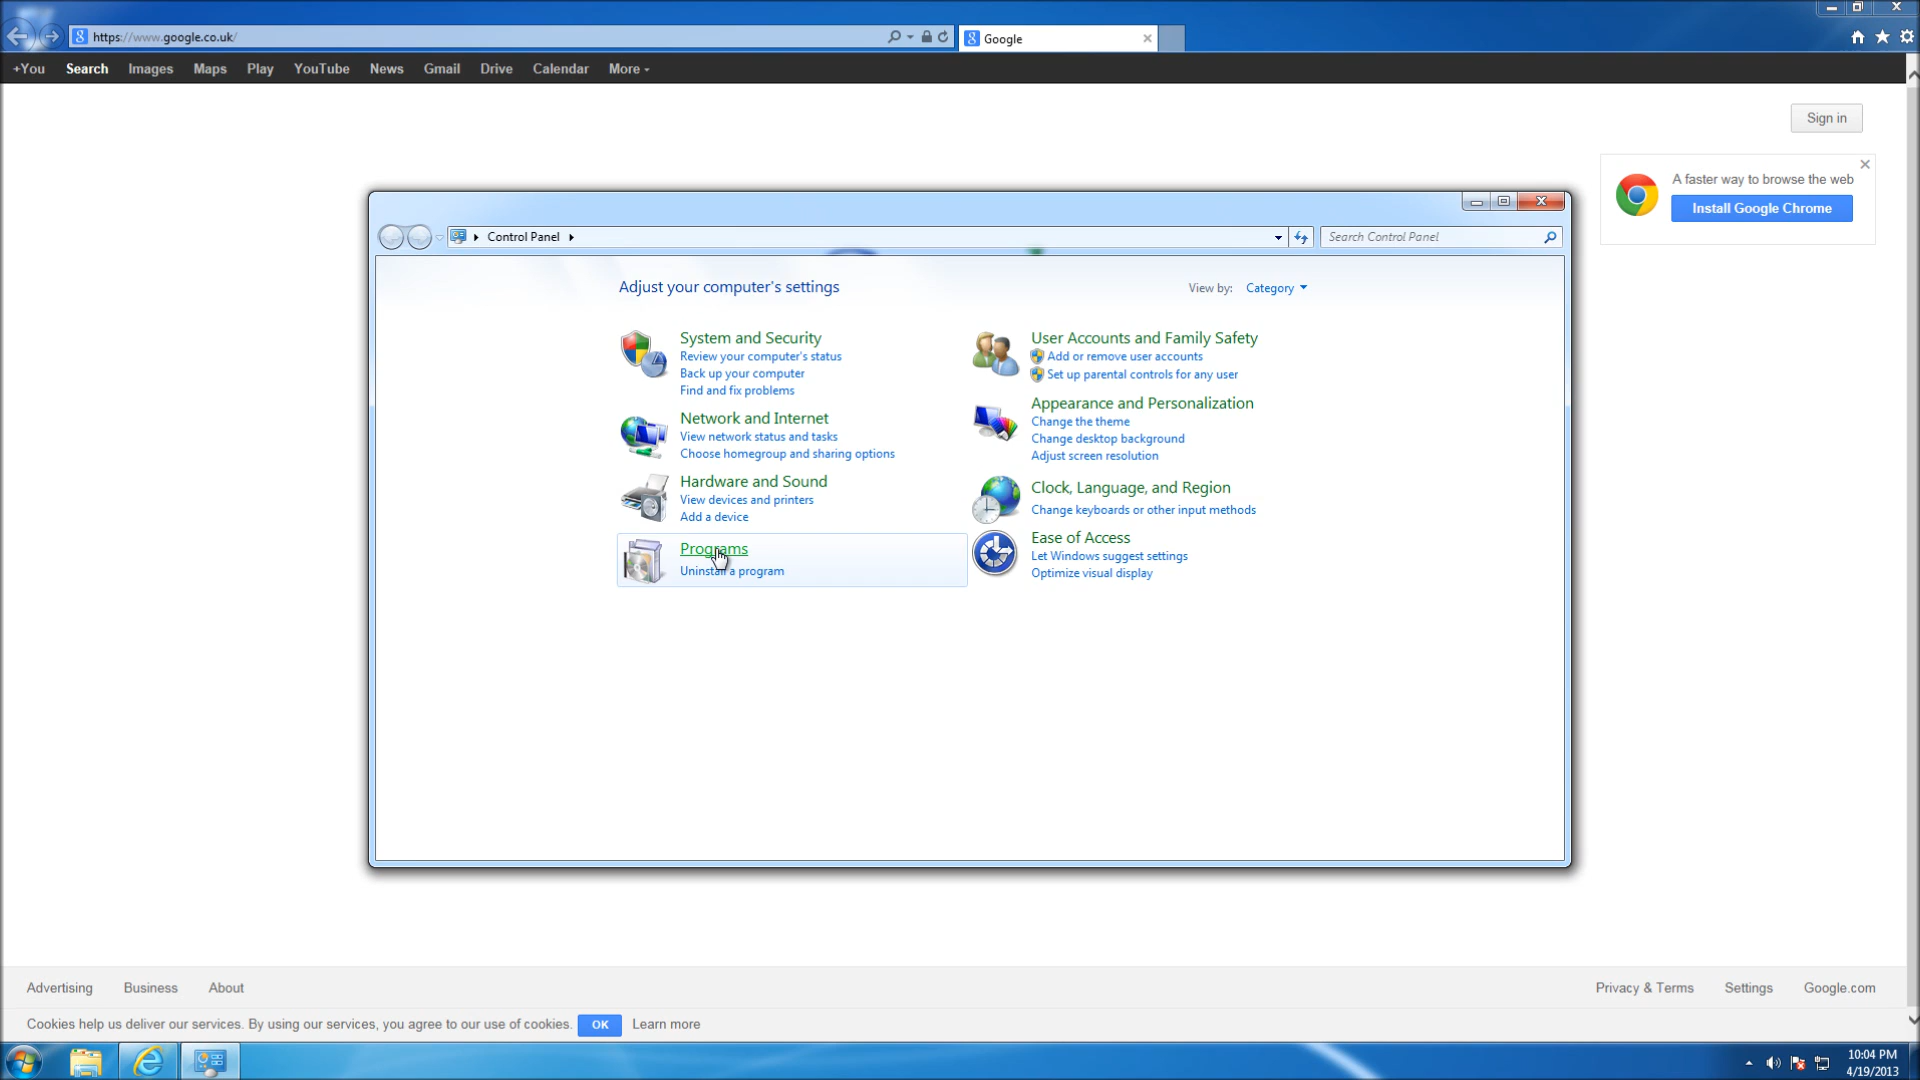 https://www.google.co.uk/
Google
+You Search Images Maps Play YouTube News Gmail Drive Calendar More
Sign in
A faster way to browse the web
Install Google Chrome
Control Panel
Search Control Panel
Adjust your computer's settings
View by: Category
System and Security
Review your computer's status
Back up your computer
Find and fix problems
Network and Internet
View network status and tasks
Choose homegroup and sharing options
Hardware and Sound
View devices and printers
Add a device
Programs
Uninstall a program
User Accounts and Family Safety
Add or remove user accounts
Set up parental controls for any user
Appearance and Personalization
Change the theme
Change desktop background
Adjust screen resolution
Clock, Language, and Region
Change keyboards or other input methods
Ease of Access
Let Windows suggest settings
Optimize visual display
Advertising Business About Privacy & Terms Settings Google.com
Cookies help us deliver our services. By using our services, you agree to our use of cookies. OK Learn more
10:04 PM
4/19/2013